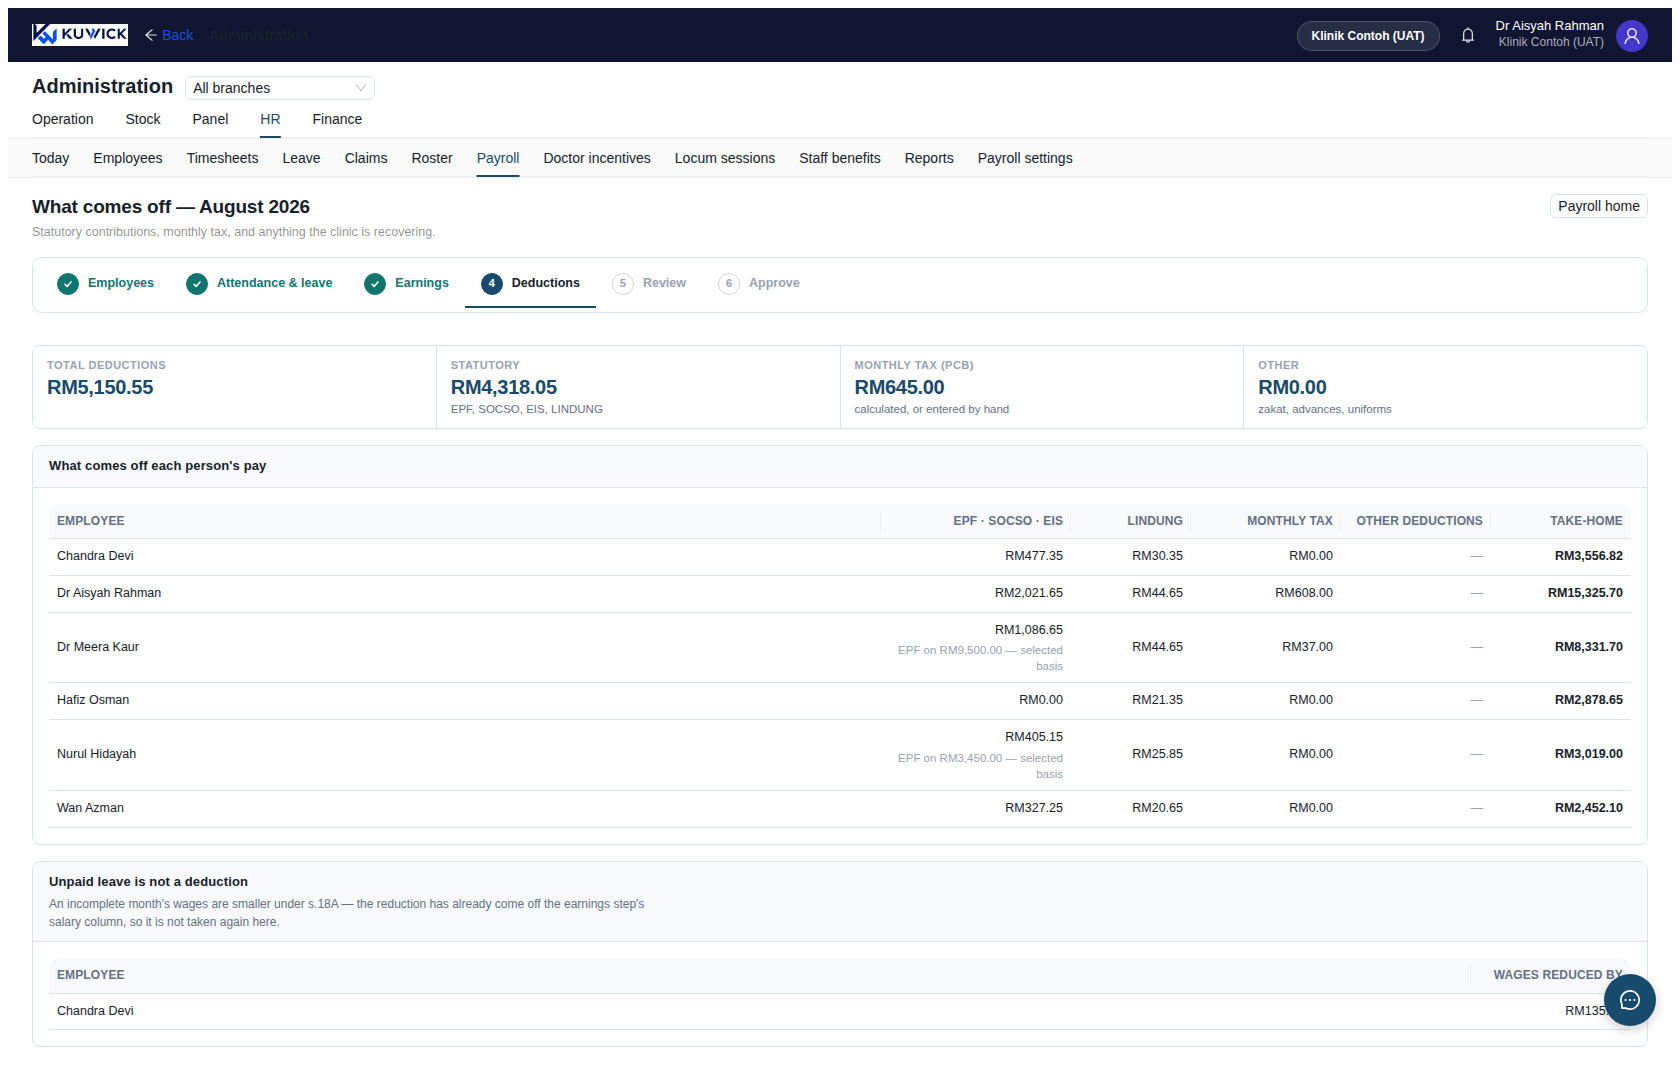 KUWICK
Back
Administration
Klinik Contoh (UAT)
Dr Aisyah Rahman
Klinik Contoh (UAT)
Administration
All branches
Operation Stock Panel HR Finance
Today Employees Timesheets Leave Claims Roster Payroll Doctor incentives Locum sessions Staff benefits Reports Payroll settings
What comes off — August 2026
Payroll home
Statutory contributions, monthly tax, and anything the clinic is recovering.
Employees Attendance & leave Earnings 4 Deductions 5 Review 6 Approve
TOTAL DEDUCTIONS STATUTORY MONTHLY TAX (PCB) OTHER
RM5,150.55 RM4,318.05 RM645.00 RM0.00
EPF, SOCSO, EIS, LINDUNG calculated, or entered by hand zakat, advances, uniforms
What comes off each person's pay
EMPLOYEE EPF · SOCSO · EIS LINDUNG MONTHLY TAX OTHER DEDUCTIONS TAKE-HOME
Chandra Devi RM477.35 RM30.35 RM0.00 — RM3,556.82
Dr Aisyah Rahman RM2,021.65 RM44.65 RM608.00 — RM15,325.70
Dr Meera Kaur RM1,086.65 RM44.65 RM37.00 — RM8,331.70
EPF on RM9,500.00 — selected
basis
Hafiz Osman RM0.00 RM21.35 RM0.00 — RM2,878.65
Nurul Hidayah RM405.15 RM25.85 RM0.00 — RM3,019.00
EPF on RM3,450.00 — selected
basis
Wan Azman RM327.25 RM20.65 RM0.00 — RM2,452.10
Unpaid leave is not a deduction
An incomplete month's wages are smaller under s.18A — the reduction has already come off the earnings step's
salary column, so it is not taken again here.
EMPLOYEE WAGES REDUCED BY
Chandra Devi RM135.